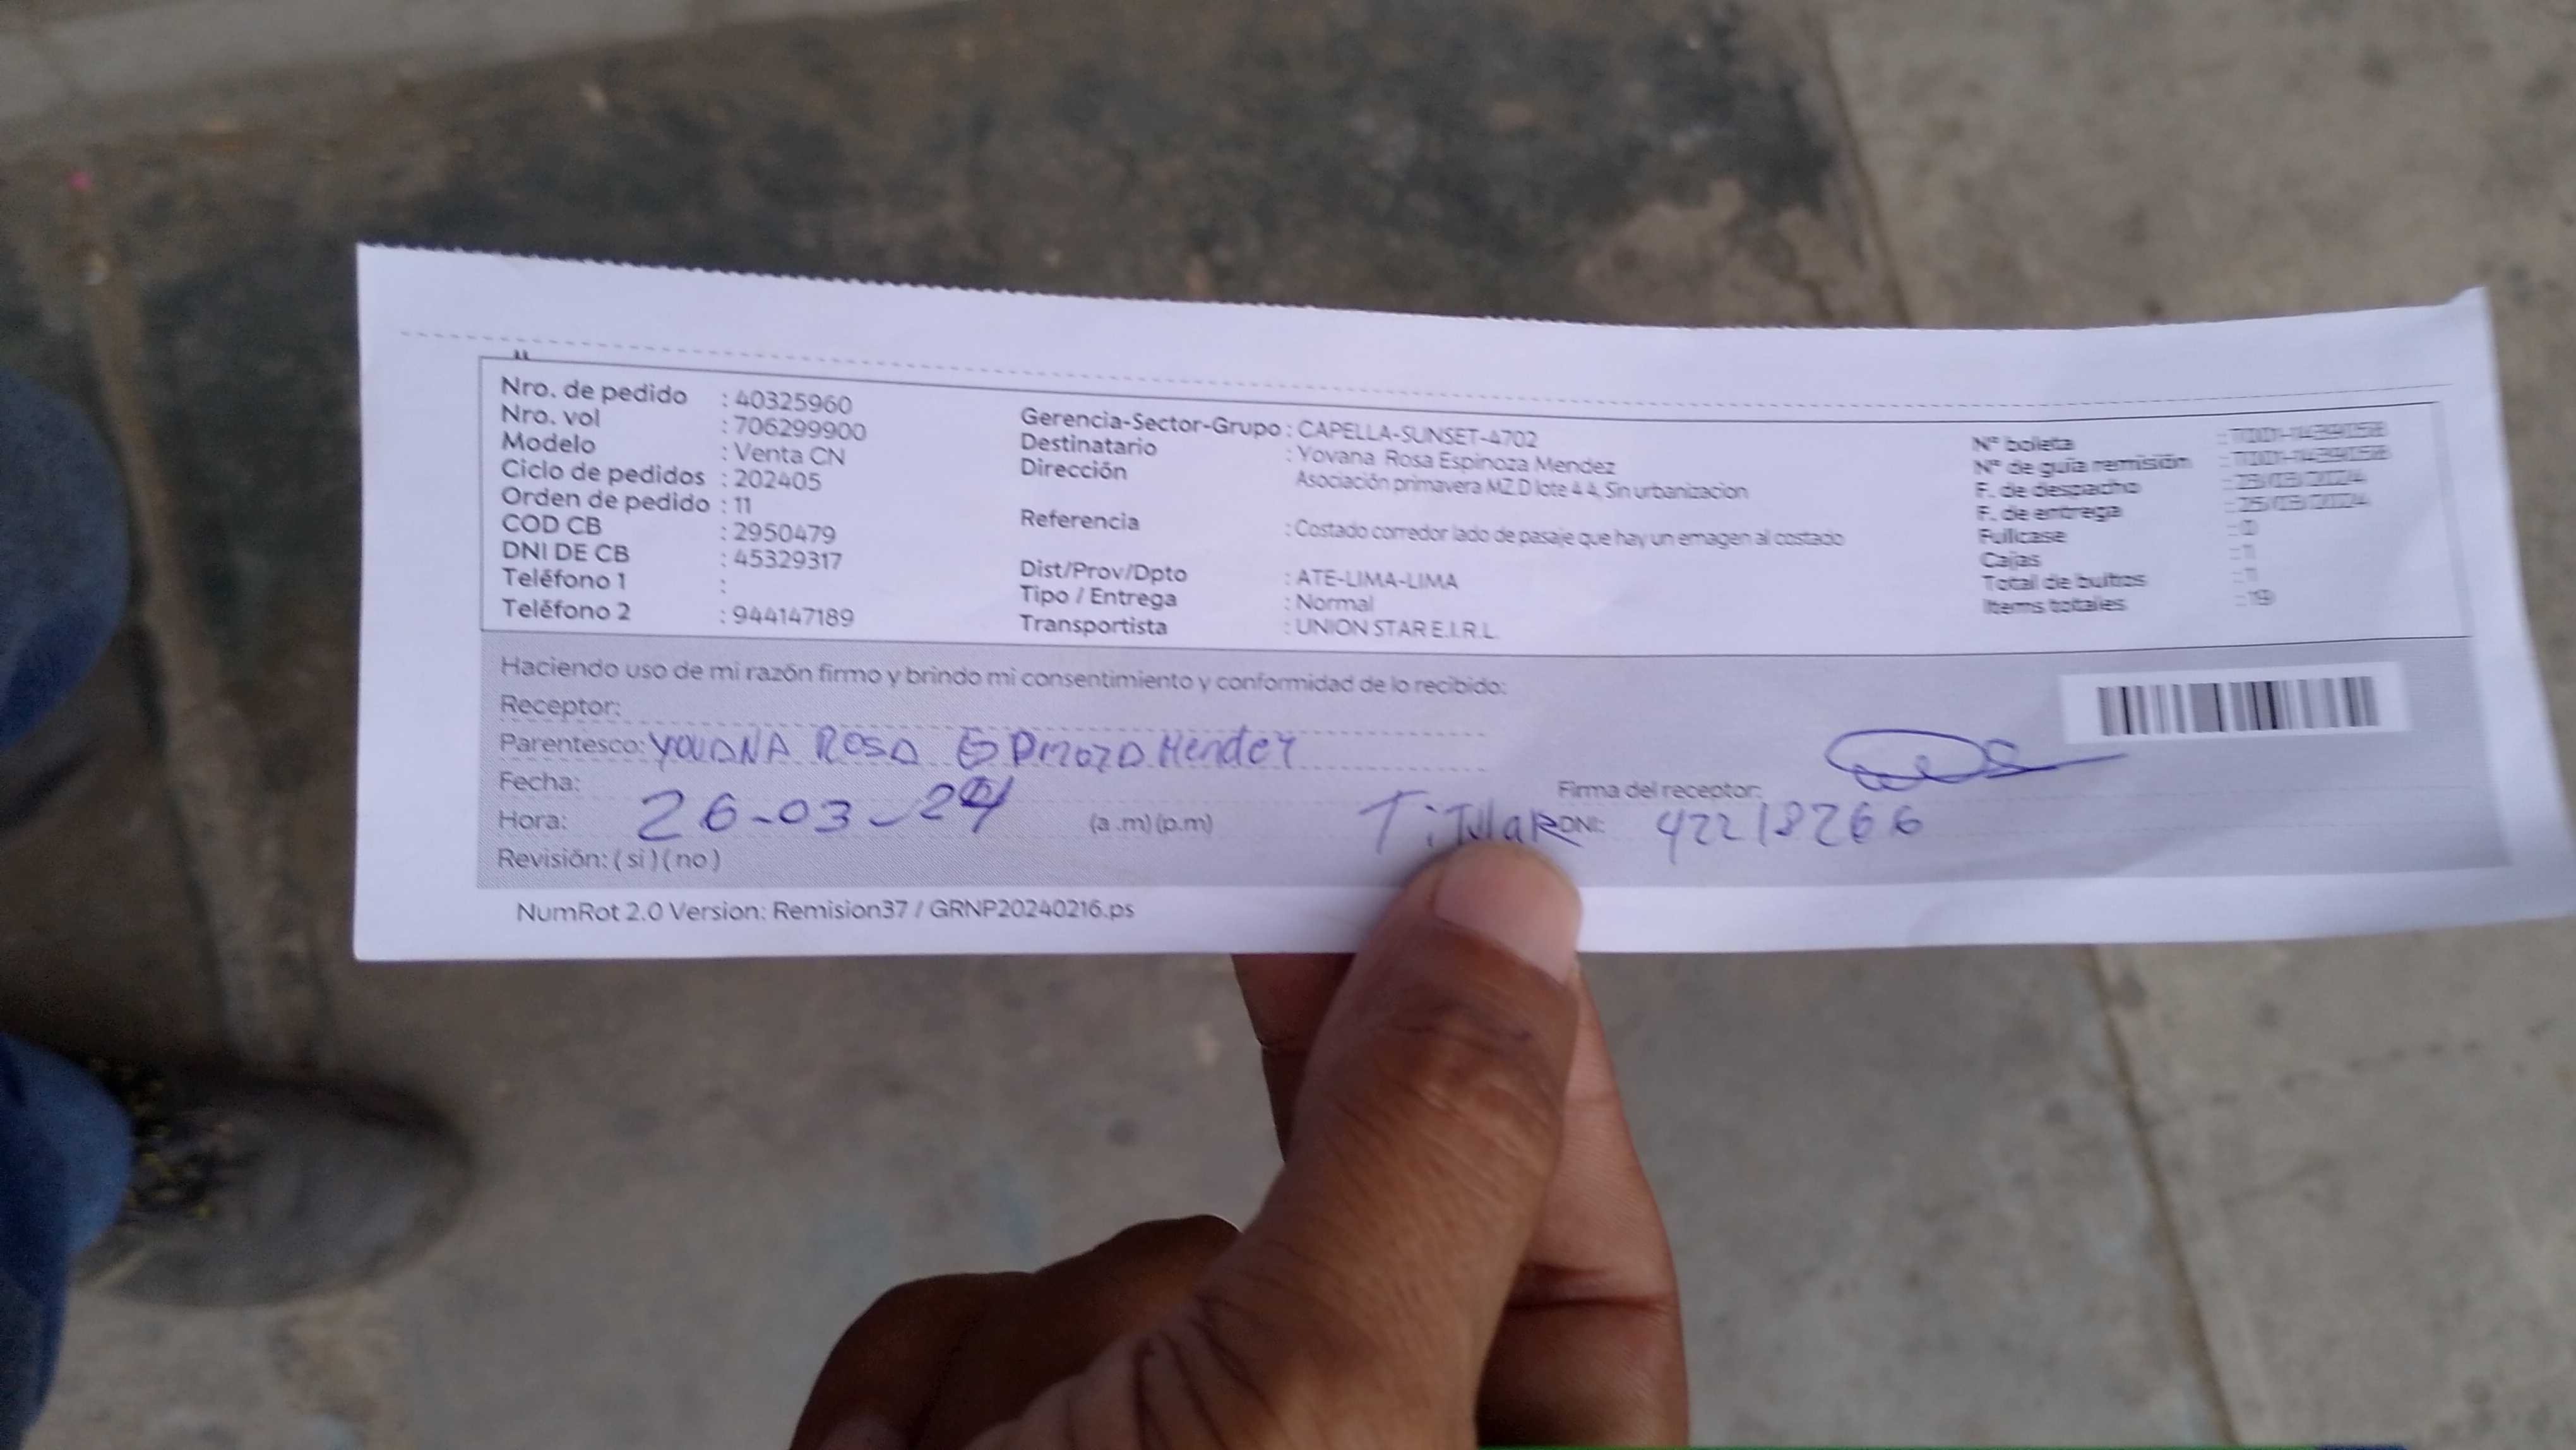 Nro. de pedido : 40325960
Nro. vol : 706299900
Modelo : Venta CN
Ciclo de pedidos : 202405
Orden de pedido : 11
COD CB : 2950479
DNI DE CB : 45329317
Teléfono 1 :
Teléfono 2 : 944147189
Gerencia-Sector-Grupo : CAPELLA-SUNSET-4702
Destinatario : Yovana Rosa Espinoza Mendez
Dirección
Asociación primavera MZ.D lote 4 4, Sin urbanizacion
Referencia : Costado corredor lado de pasaje que hay un emagen al costado
Dist/Prov/Dpto : ATE-LIMA-LIMA
Tipo / Entrega : Normal
Transportista : UNION STAR E.I.R.L.
Nº boleta
Nº de guía remisión
F. de despacho
F. de entrega
Fullcase
Cajas
Total de bultos
Items totales
Haciendo uso de mi razón firmo y brindo mi consentimiento y conformidad de lo recibido:
Receptor:
Parentesco: YOVANA ROSA Mendez
Fecha:
26-03-24
Hora: (a .m) (p.m)
Revisión: ( si ) ( no )
Firma del receptor:
TiTulaR DNI: 42218266
NumRot 2.0 Version: Remision37 / GRNP20240216.ps